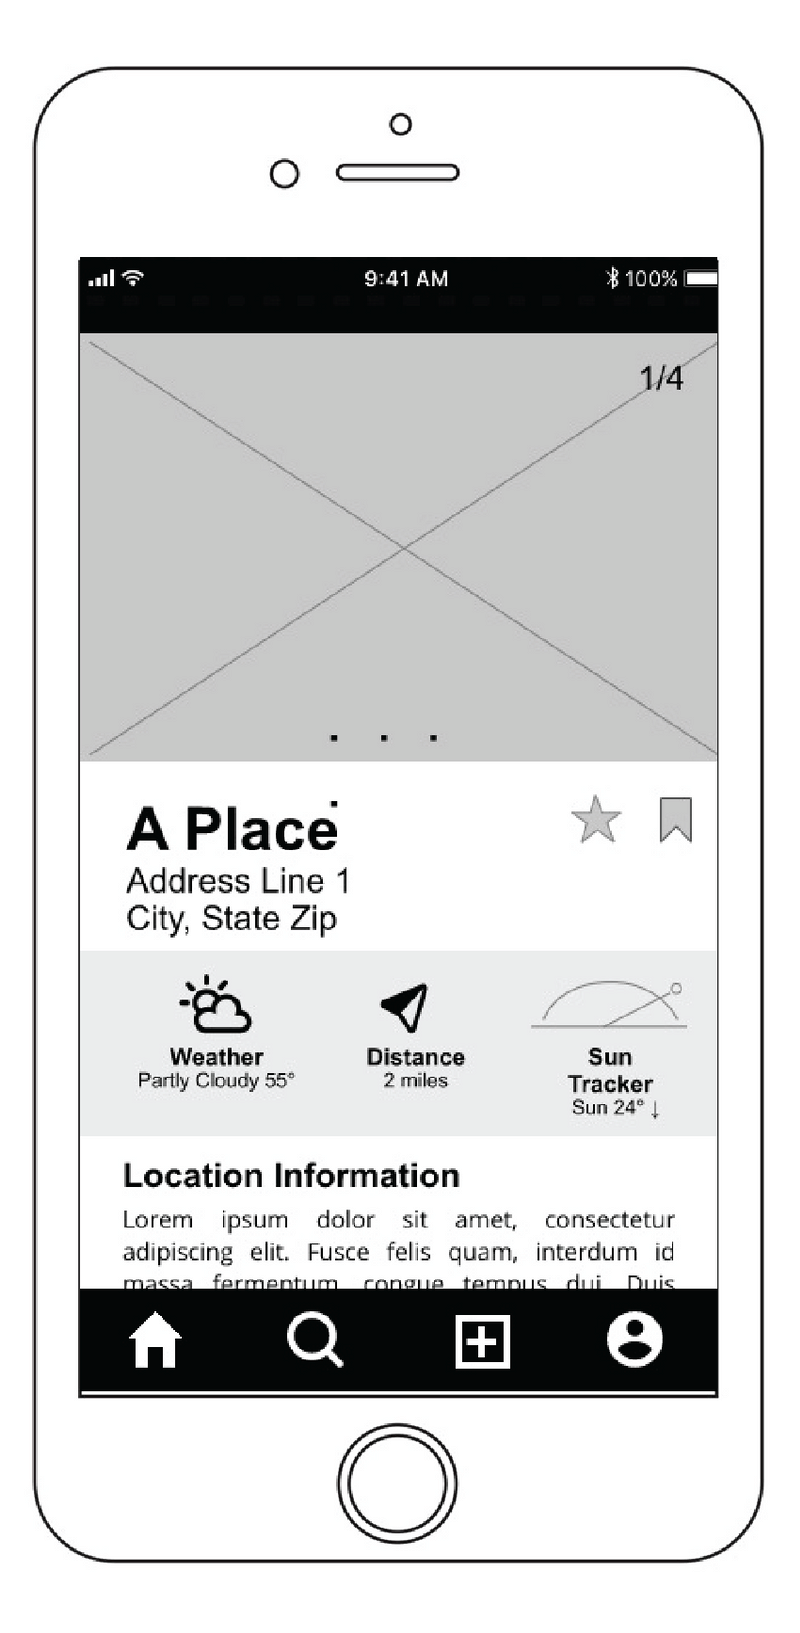 9:41 AM
100%
1/4
A Place
Address Line 1
City, State Zip
Weather
Partly Cloudy 55°
Distance
2 miles
Sun
Tracker
Sun 24° ↓
Location Information
Lorem ipsum dolor sit amet, consectetur
adipiscing elit. Fusce felis quam, interdum id
massa fermentum, congue tempus dui. Duis